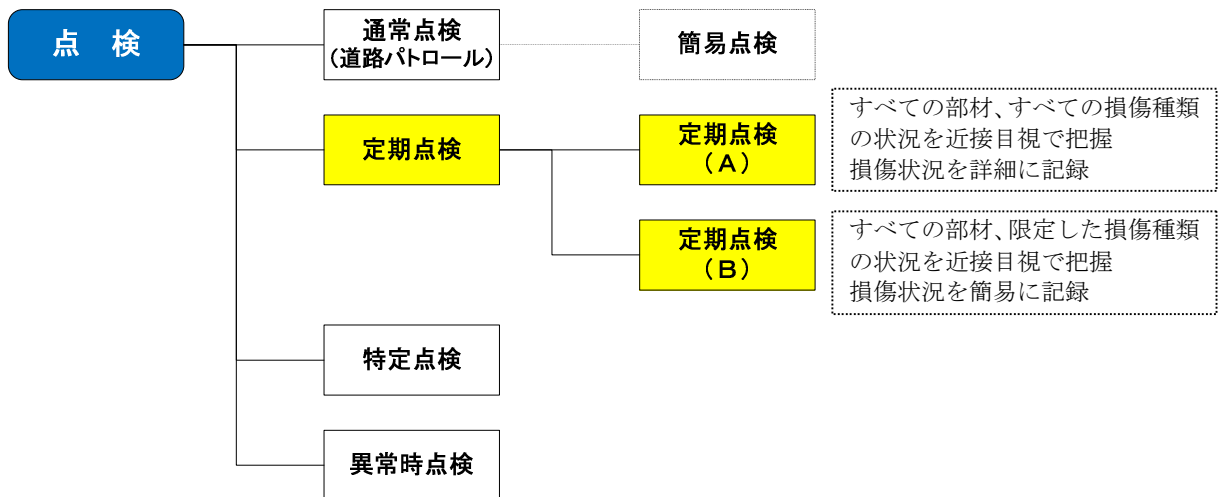 点　検
通常点検
（道路パトロール）
簡易点検
定期点検
定期点検
（Ａ）
すべての部材、すべての損傷種類
の状況を近接目視で把握
損傷状況を詳細に記録
定期点検
（Ｂ）
すべての部材、限定した損傷種類
の状況を近接目視で把握
損傷状況を簡易に記録
特定点検
異常時点検